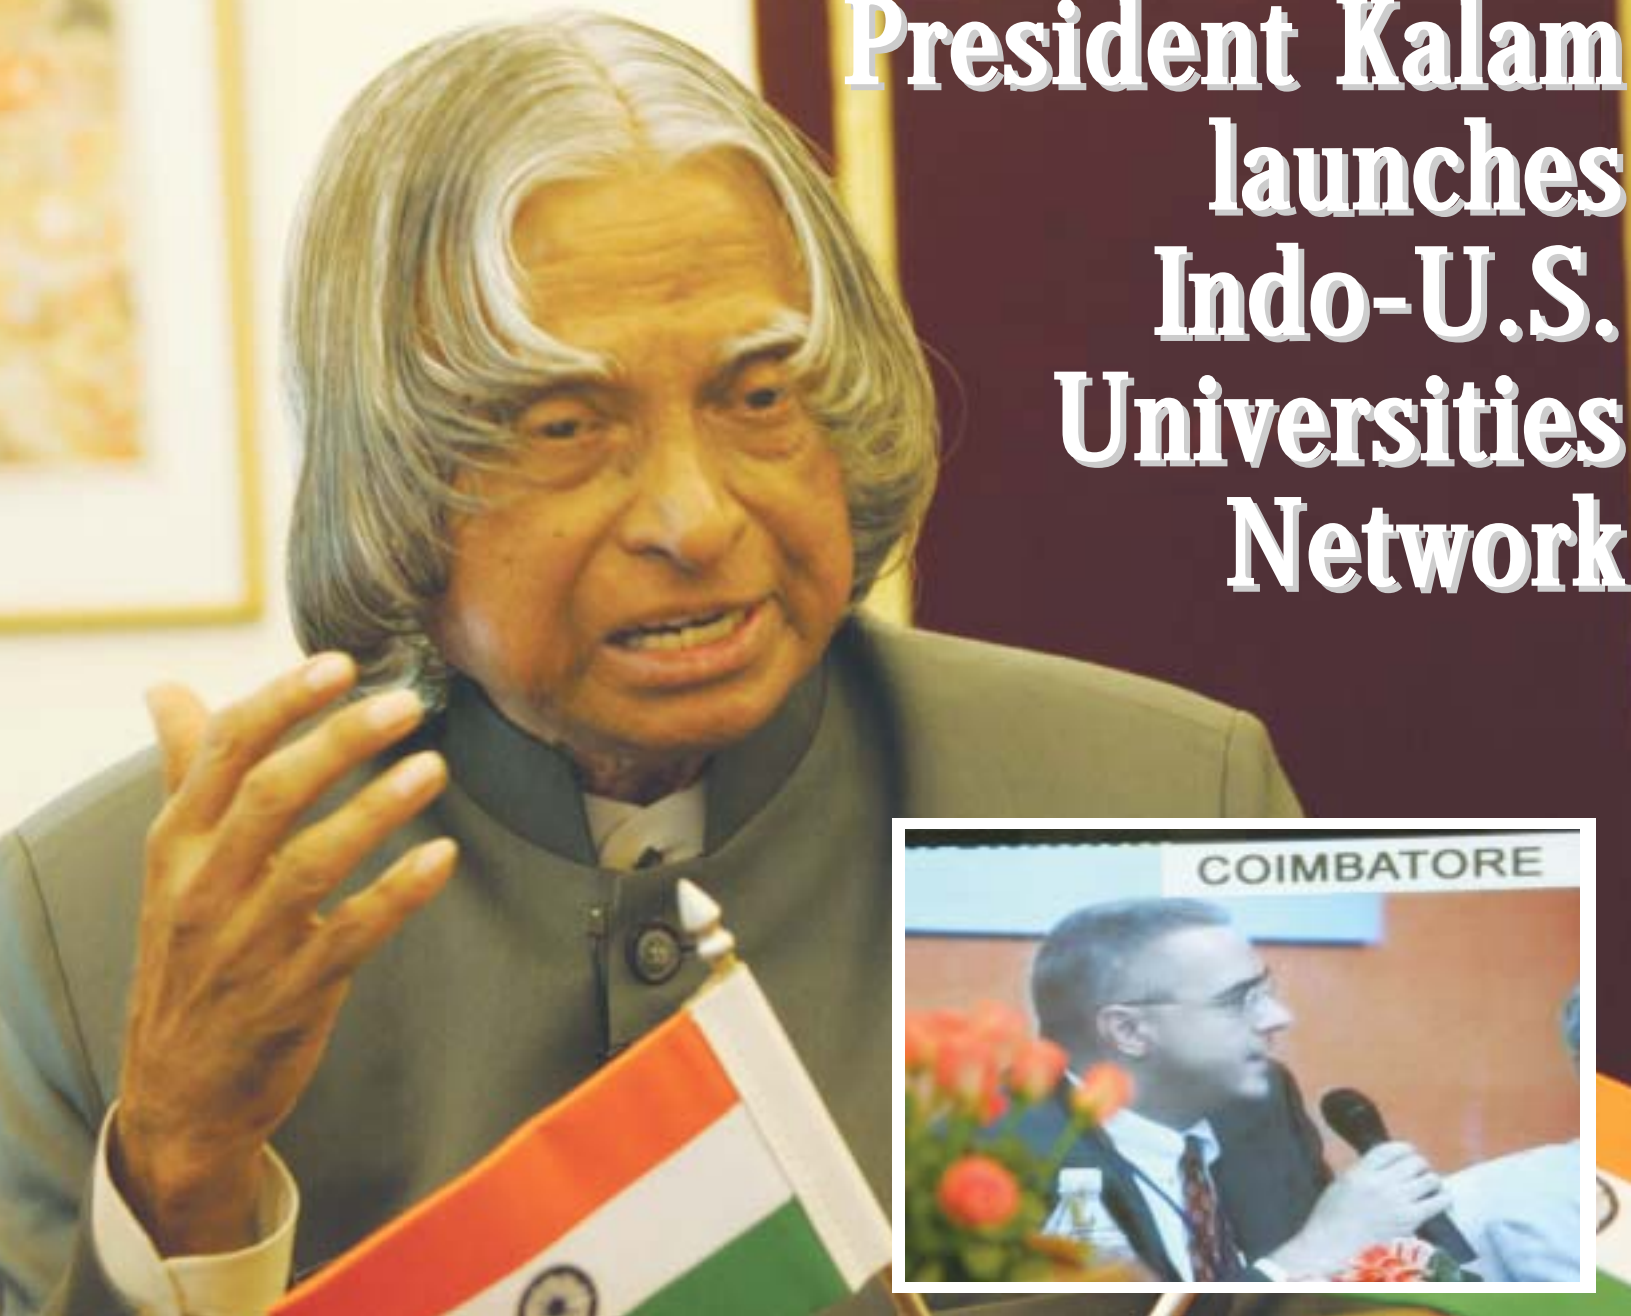 President Kalam
launches
Indo-U.S.
Universities
Network
COIMBATORE